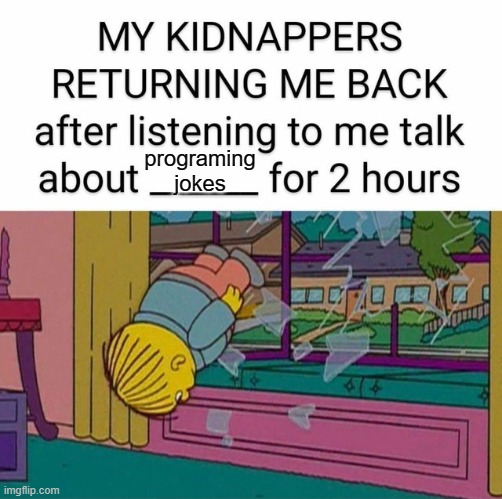 MY KIDNAPPERS
RETURNING ME BACK
after listening to me talk
programing
about jokes for 2 hours
imgflip.com